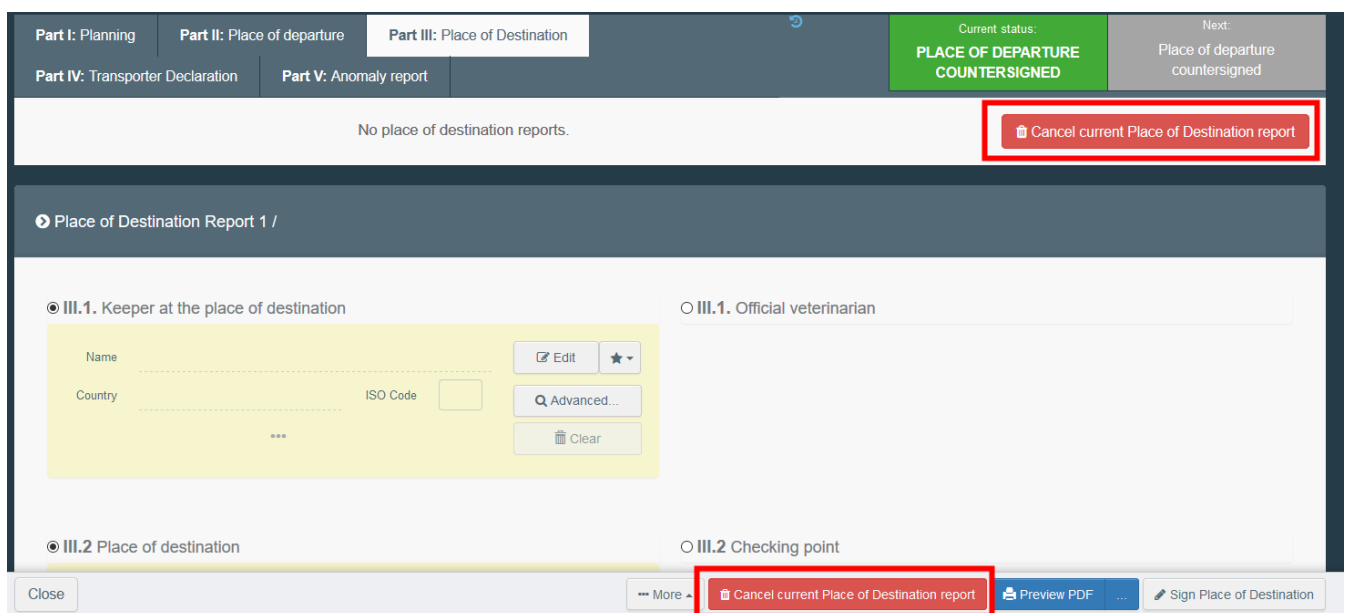 Part I: Planning
Part II: Place of departure
Part III: Place of Destination
Part IV: Transporter Declaration
Part V: Anomaly report
Current status:
PLACE OF DEPARTURE
COUNTERSIGNED
Next:
Place of departure
countersigned
No place of destination reports.
Cancel current Place of Destination report
Place of Destination Report 1 /
III.1. Keeper at the place of destination
III.1. Official veterinarian
Name
Edit
Country
ISO Code
Advanced...
Clear
III.2 Place of destination
III.2 Checking point
Close
More
Cancel current Place of Destination report
Preview PDF
...
Sign Place of Destination